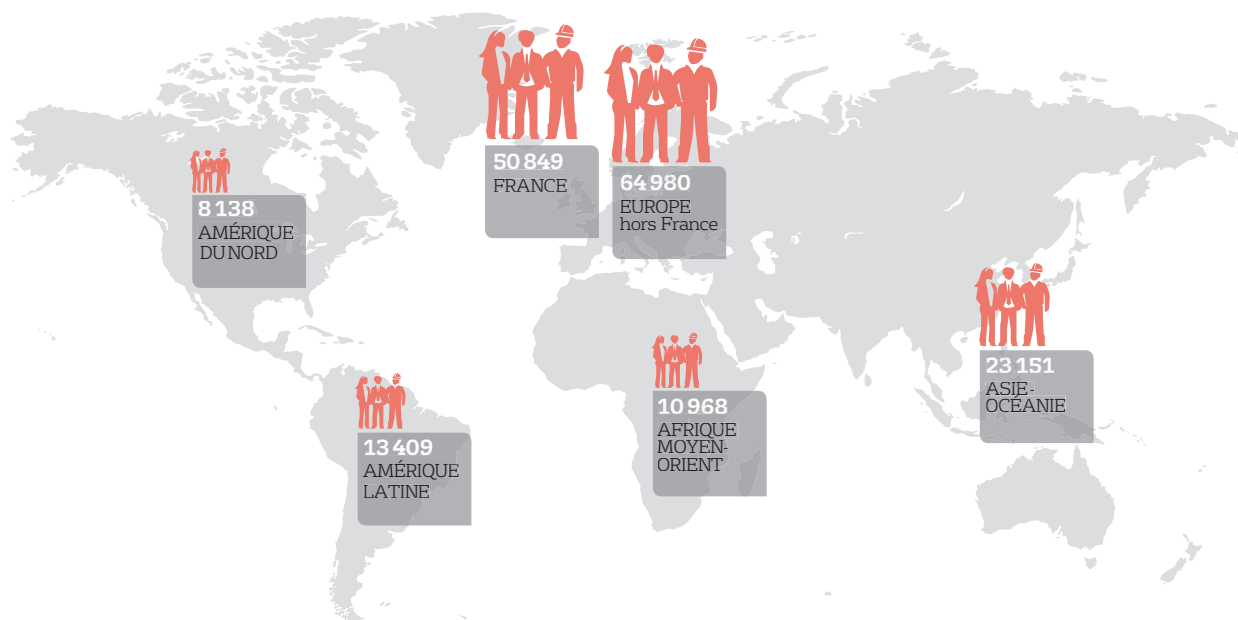 50 849
FRANCE
64 980
EUROPE
hors France
8 138
AMÉRIQUE
DU NORD
23 151
ASIE-
OCÉANIE
10 968
AFRIQUE
MOYEN-
ORIENT
13 409
AMÉRIQUE
LATINE